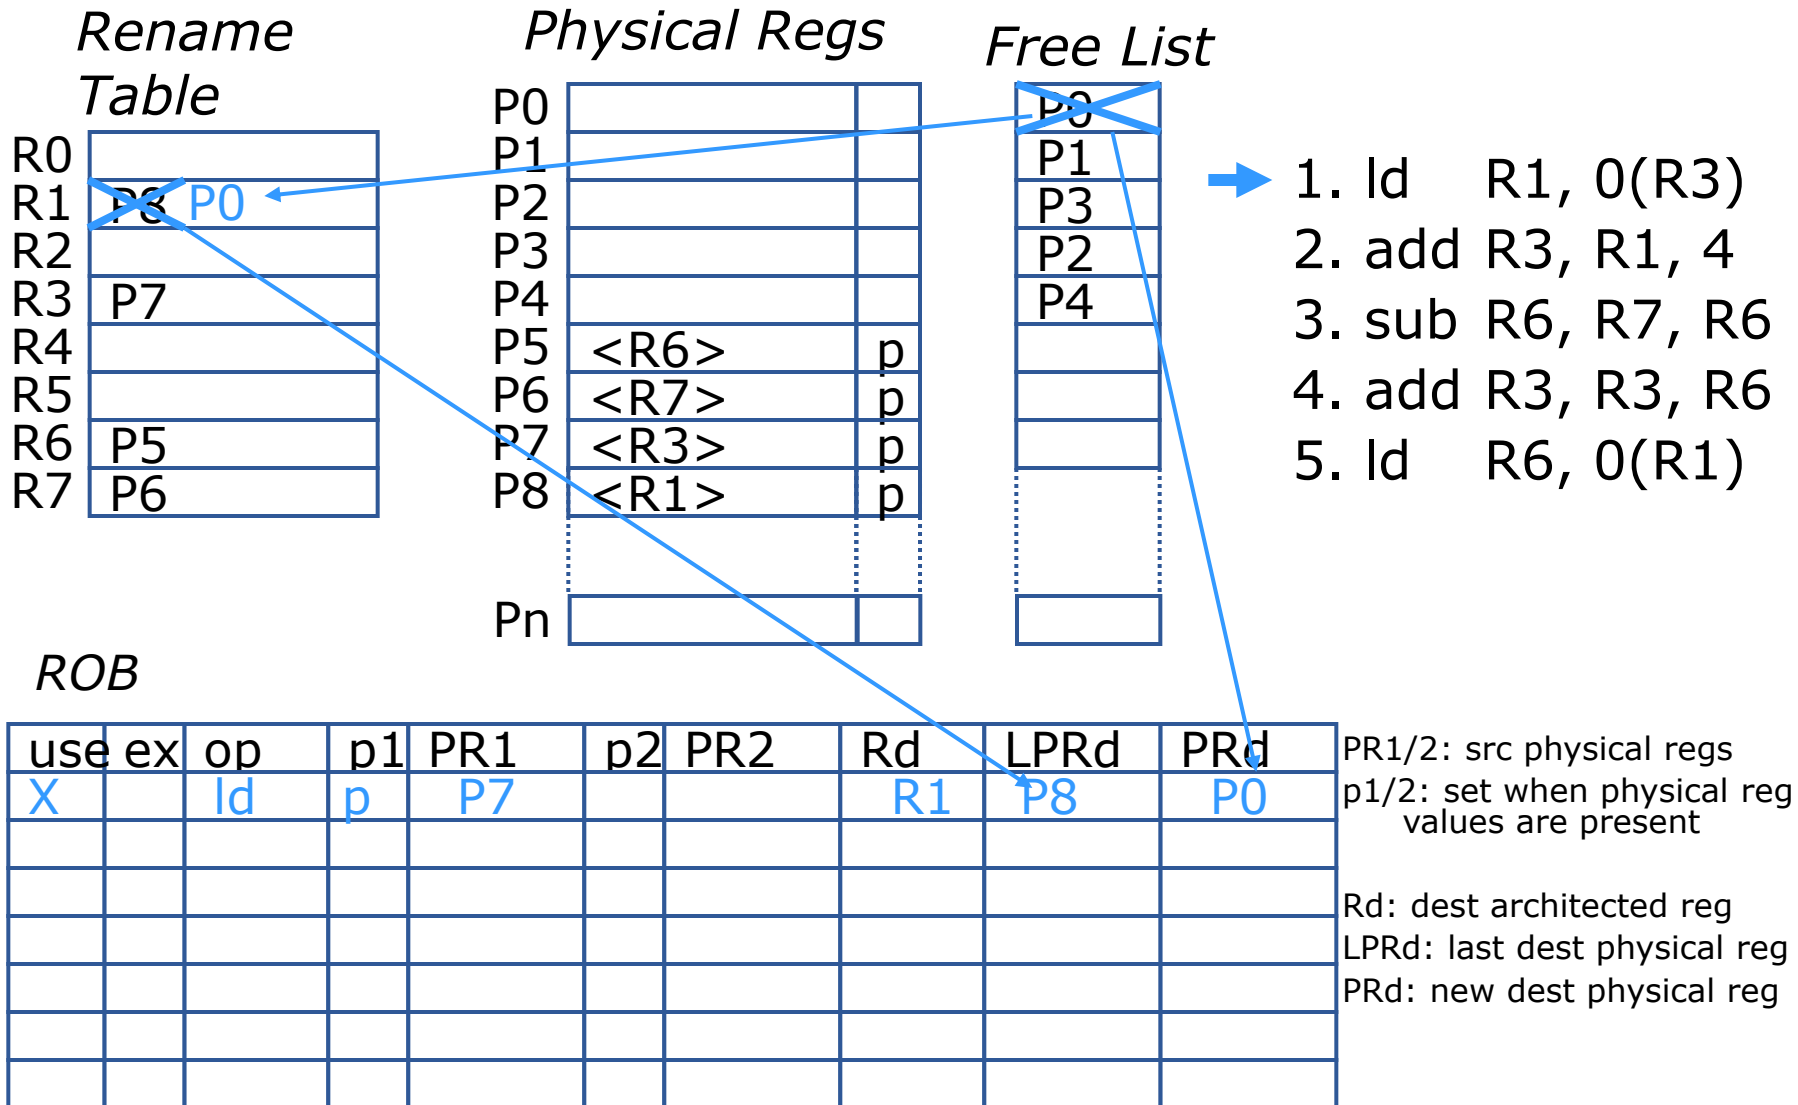 Rename
Table
R0
R1 P8 P0
R2
R3 P7
R4
R5
R6 P5
R7 P6
Physical Regs
P0
P1
P2
P3
P4
P5 <R6> p
P6 <R7> p
P7 <R3> p
P8 <R1> p
Pn
Free List
P0
P1
P3
P2
P4
1. ld R1, 0(R3)
2. add R3, R1, 4
3. sub R6, R7, R6
4. add R3, R3, R6
5. ld R6, 0(R1)
ROB
use ex op p1 PR1 p2 PR2 Rd LPRd PRd
X ld p P7 R1 P8 P0
PR1/2: src physical regs
p1/2: set when physical reg
values are present
Rd: dest architected reg
LPRd: last dest physical reg
PRd: new dest physical reg